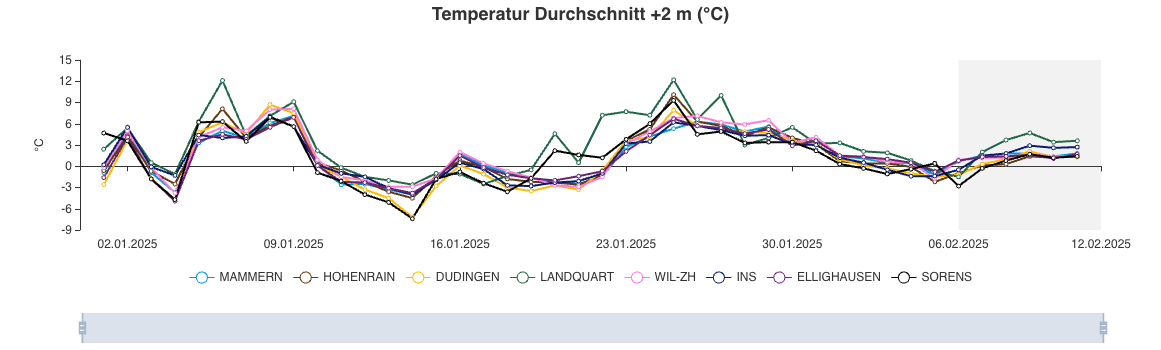 Temperatur Durchschnitt +2 m (°C)
°C
15
12
9
6
3
0
-3
-6
-9
02.01.2025 09.01.2025 16.01.2025 23.01.2025 30.01.2025 06.02.2025 12.02.2025
MAMMERN HOHENRAIN DUDINGEN LANDQUART WIL-ZH INS ELLIGHAUSEN SORENS